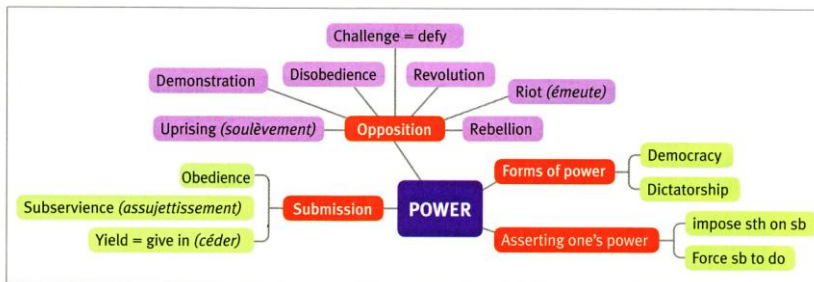 Challenge = defy
Disobedience
Revolution
Demonstration
Riot (émeute)
Uprising (soulèvement)
Opposition
Rebellion
Obedience
Subservience (assujettissement)
Yield = give in (céder)
Submission
POWER
Forms of power
Democracy
Dictatorship
Asserting one's power
impose sth on sb
Force sb to do